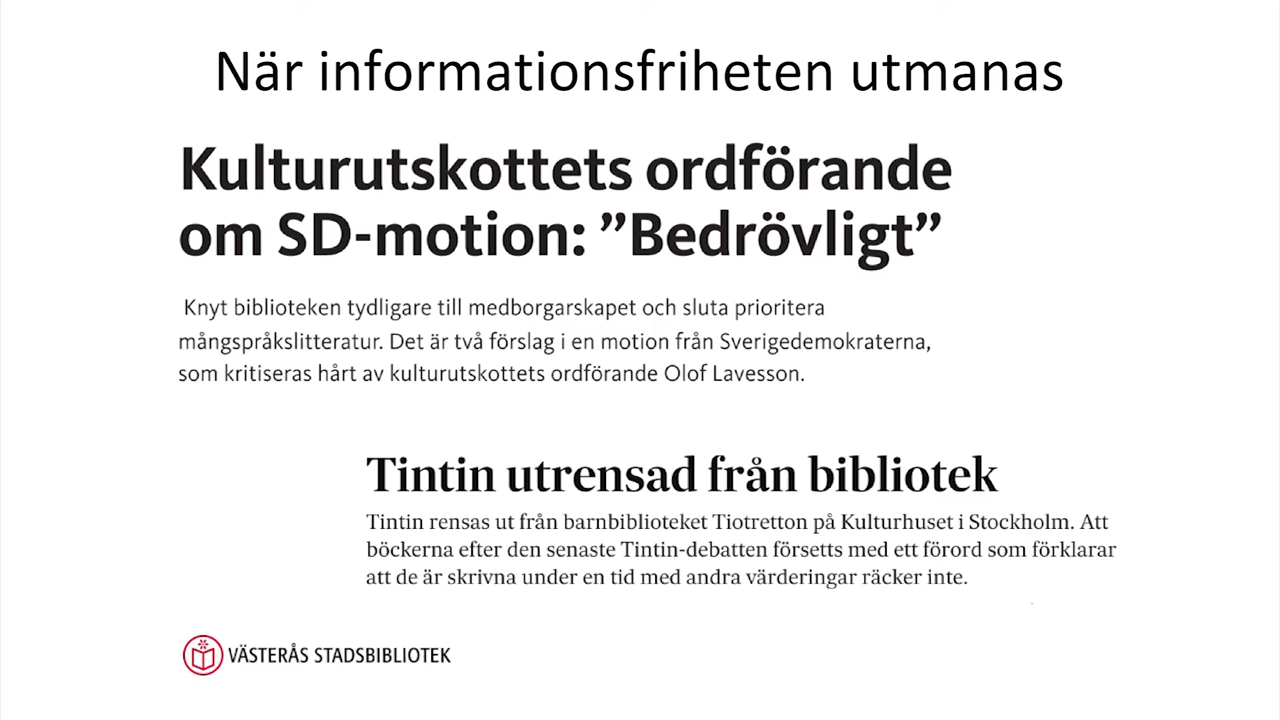 När informationsfriheten utmanas
Kulturutskottets ordförande
om SD-motion: ”Bedrövligt”
Knyt biblioteken tydligare till medborgarskapet och sluta prioritera
mångspråkslitteratur. Det är två förslag i en motion från Sverigedemokraterna,
som kritiseras hårt av kulturutskottets ordförande Olof Lavesson.
Tintin utrensad från bibliotek
Tintin rensas ut från barnbiblioteket Tiotretton på Kulturhuset i Stockholm. Att
böckerna efter den senaste Tintin-debatten försetts med ett förord som förklarar
att de är skrivna under en tid med andra värderingar räcker inte.
VÄSTERÅS STADSBIBLIOTEK